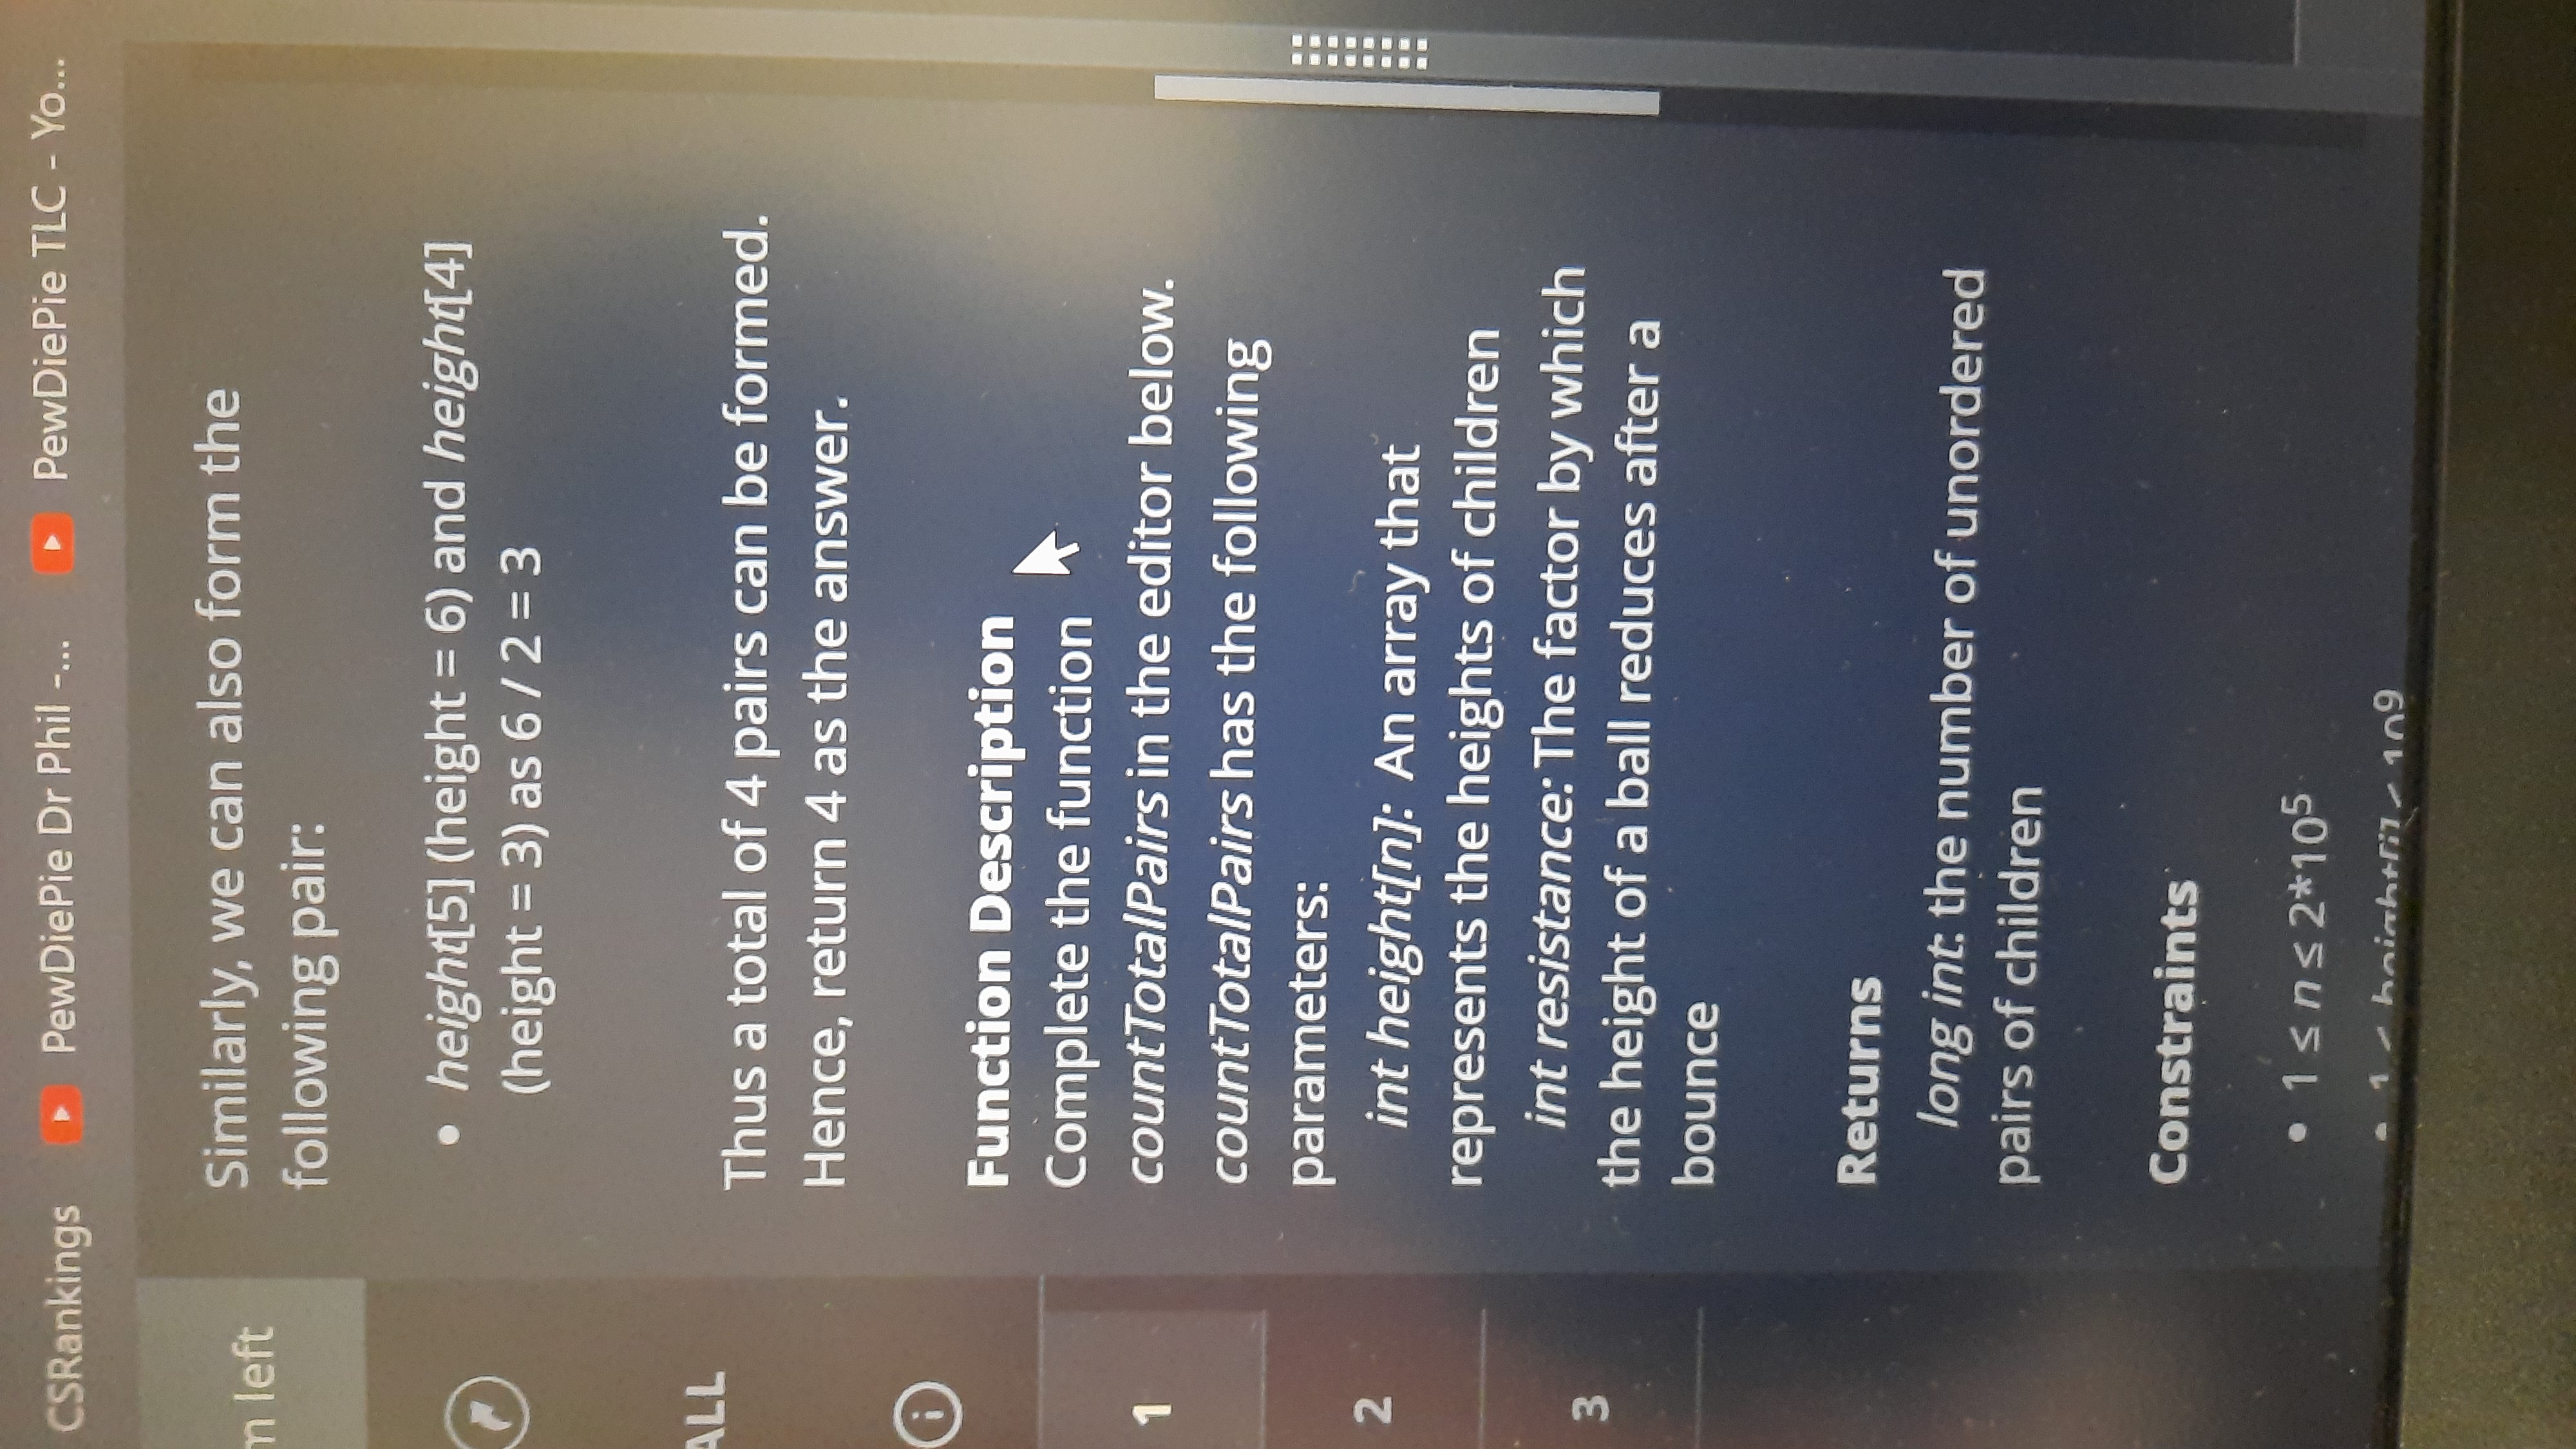 CSRankings PewDiePie Dr Phil -... PewDiePie TLC - Yo...
m left
Similarly, we can also form the
following pair:
• height[5] (height = 6) and height[4]
(height = 3) as 6 / 2 = 3
ALL
Thus a total of 4 pairs can be formed.
Hence, return 4 as the answer.
i
Function Description
Complete the function
countTotalPairs in the editor below.
countTotalPairs has the following
parameters:
int height[n]: An array that
represents the heights of children
int resistance: The factor by which
the height of a ball reduces after a
bounce
1
2
3
Returns
long int: the number of unordered
pairs of children
Constraints
• 1 ≤ n ≤ 2*10⁵
• 1 ≤ height[i] ≤ 10⁹